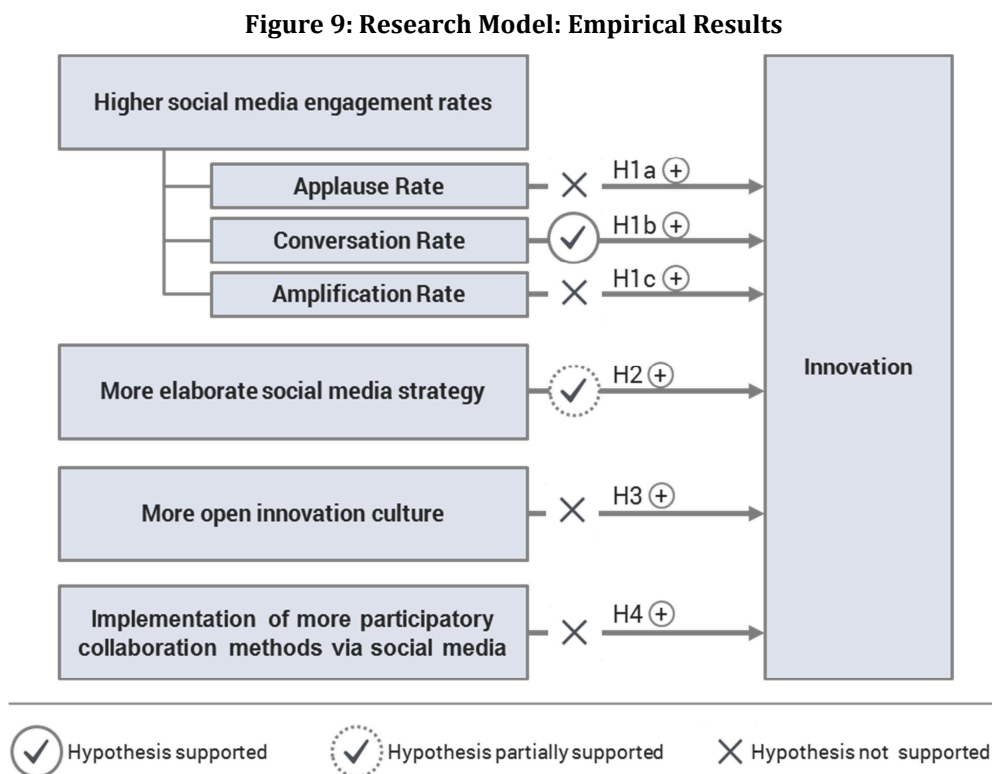 Figure 9: Research Model: Empirical Results
Higher social media engagement rates
Applause Rate
H1a +
Conversation Rate
H1b +
Amplification Rate
H1c +
More elaborate social media strategy
H2 +
Innovation
More open innovation culture
H3 +
Implementation of more participatory
collaboration methods via social media
H4 +
Hypothesis supported
Hypothesis partially supported
Hypothesis not supported